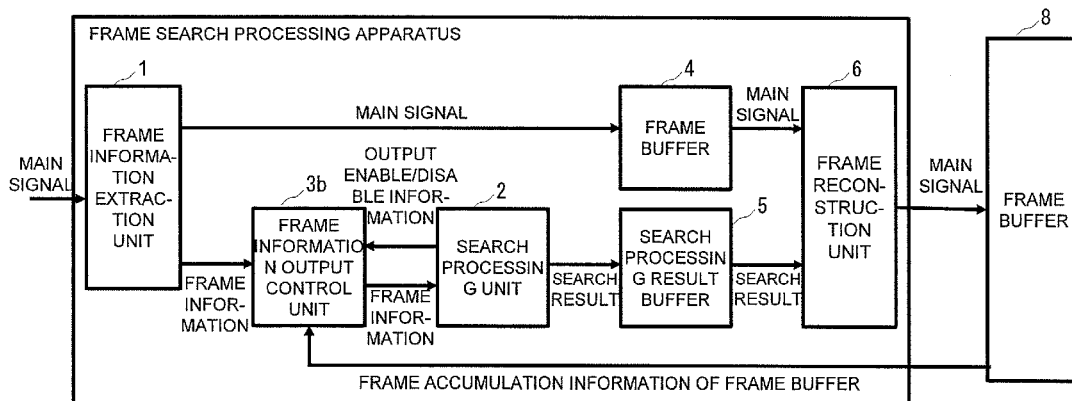 FRAME SEARCH PROCESSING APPARATUS
8
1
4
6
FRAME
INFORMA-
TION
EXTRAC-
TION
UNIT
MAIN
SIGNAL
MAIN SIGNAL
FRAME
BUFFER
MAIN
SIGNAL
FRAME
RECON-
STRUC-
TION
UNIT
MAIN
SIGNAL
FRAME
BUFFER
OUTPUT
ENABLE/DISA
BLE INFOR-
MATION
3b
2
5
FRAME
INFORMATIO
N OUTPUT
CONTROL
UNIT
SEARCH
PROCESSIN
G UNIT
SEARCH
PROCESSIN
G RESULT
BUFFER
FRAME
INFOR-
MATION
FRAME
INFOR-
MATION
SEARCH
RESULT
SEARCH
RESULT
FRAME ACCUMULATION INFORMATION OF FRAME BUFFER